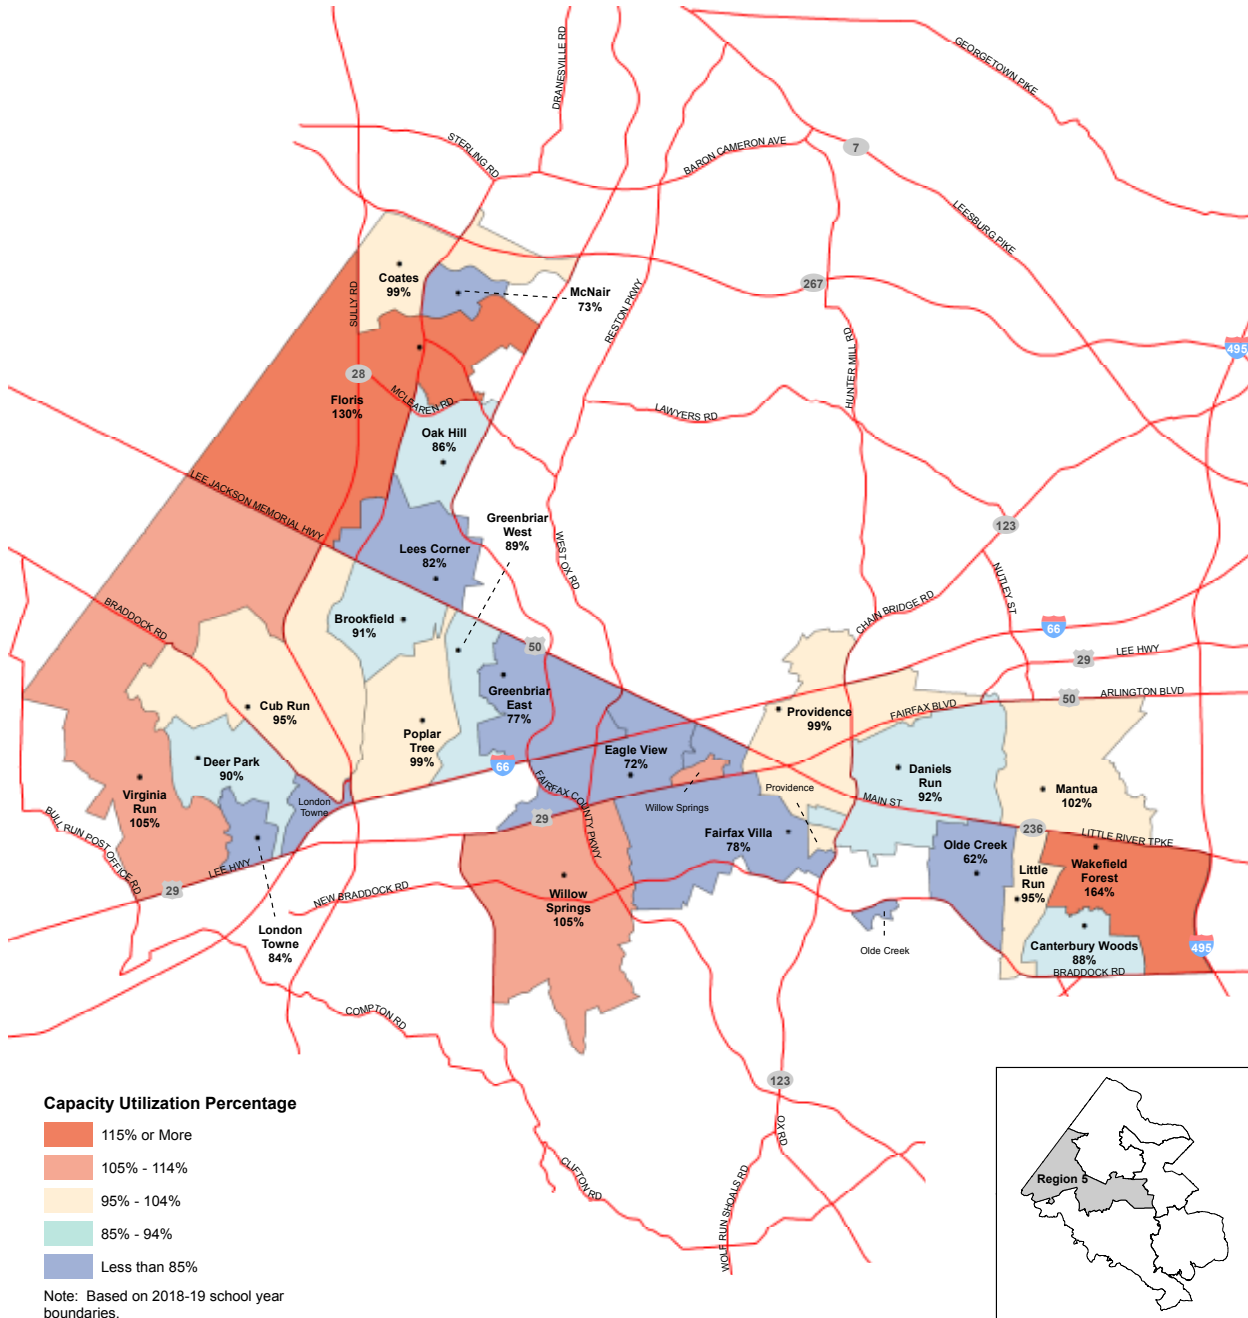 GEORGETOWN PIKE
DRANESVILLE RD
STERLING RD
BARON CAMERON AVE
7
LEESBURG PIKE
Coates
99%
McNair
73%
267
SULLY RD
RESTON PKWY
HUNTER MILL RD
495
28
MCLEAREN RD
Floris
130%
LAWYERS RD
Oak Hill
86%
LEE JACKSON MEMORIAL HWY
Greenbriar
West
89%
123
Lees Corner
82%
WEST OX RD
NUTLEY ST
BRADDOCK RD
Brookfield
91%
CHAIN BRIDGE RD
66
50
29
LEE HWY
Greenbriar
East
77%
ARLINGTON BLVD
50
Cub Run
95%
FAIRFAX BLVD
Providence
99%
Poplar
Tree
99%
Eagle View
72%
Deer Park
90%
66
Daniels
Run
92%
Virginia
Run
105%
London
Towne
FAIRFAX COUNTY PKWY
Willow Springs
Providence
MAIN ST
Mantua
102%
BULL RUN POST OFFICE RD
29
Fairfax Villa
78%
236
LITTLE RIVER TPKE
Olde Creek
62%
LEE HWY
29
Little
Run
95%
Wakefield
Forest
164%
NEW BRADDOCK RD
Willow
Springs
105%
London
Towne
84%
Olde Creek
Canterbury Woods
88%
495
BRADDOCK RD
COMPTON RD
123
OX RD
CLIFTON RD
WOLF RUN SHOALS RD
Capacity Utilization Percentage
115% or More
105% - 114%
95% - 104%
85% - 94%
Less than 85%
Note: Based on 2018-19 school year
boundaries.
Region 5